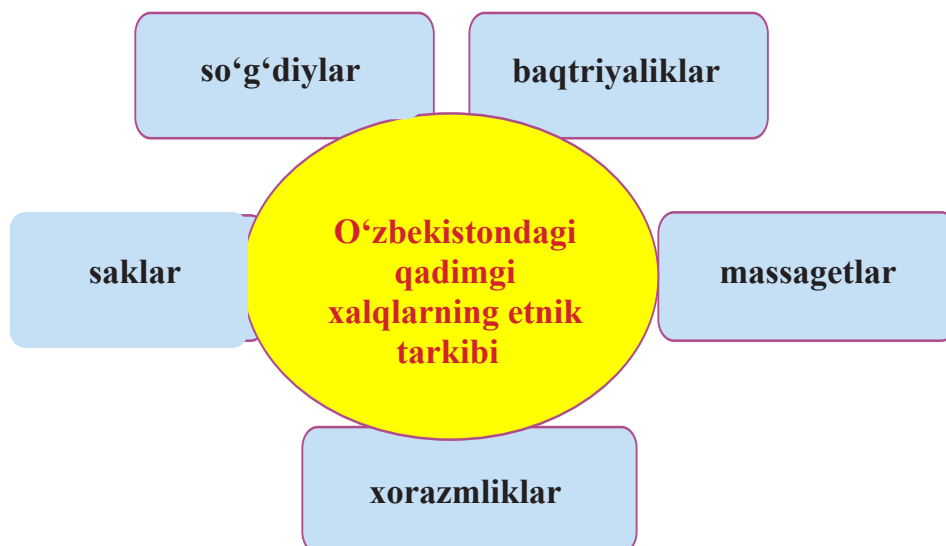 so‘g‘diylar
baqtriyaliklar
saklar
O‘zbekistondagi
qadimgi
xalqlarning etnik
tarkibi
massagetlar
xorazmliklar